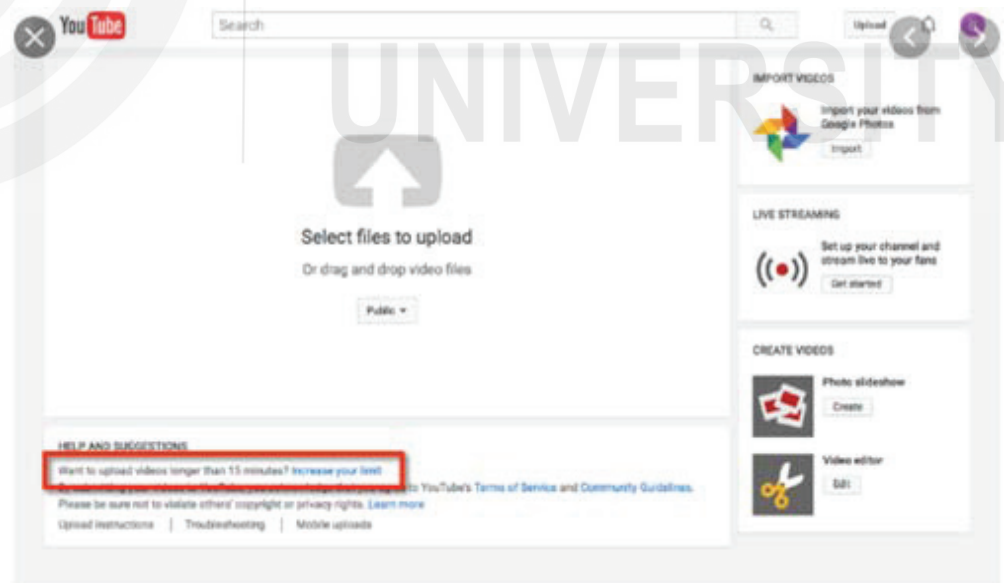 You Tube
Search
Upload
UNIVERSITY
IMPORT VIDEOS
Import your videos from
Google Photos
Import
Select files to upload
Or drag and drop video files
Public
LIVE STREAMING
Set up your channel and
stream live to your fans
Get started
CREATE VIDEOS
Photo slideshow
Create
Video editor
Edit
HELP AND SUGGESTIONS
Want to upload videos longer than 15 minutes? Increase your limit
to YouTube's Terms of Service and Community Guidelines.
Please be sure not to violate others' copyright or privacy rights. Learn more
Upload instructions | Troubleshooting | Mobile uploads